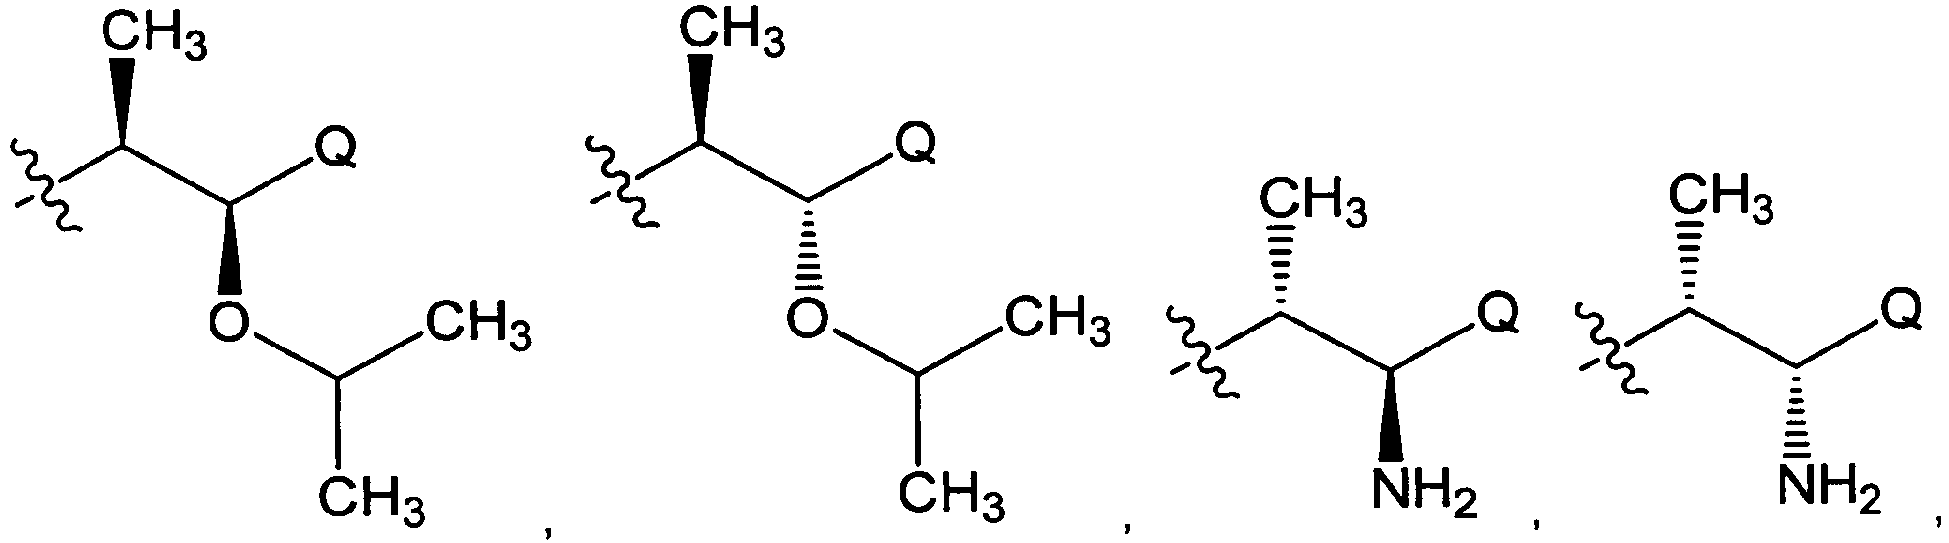 CH3 CH3
Q Q
CH3 CH3
Q Q
O CH3 O CH3
CH3 , CH3 , NH2 , NH2 ,